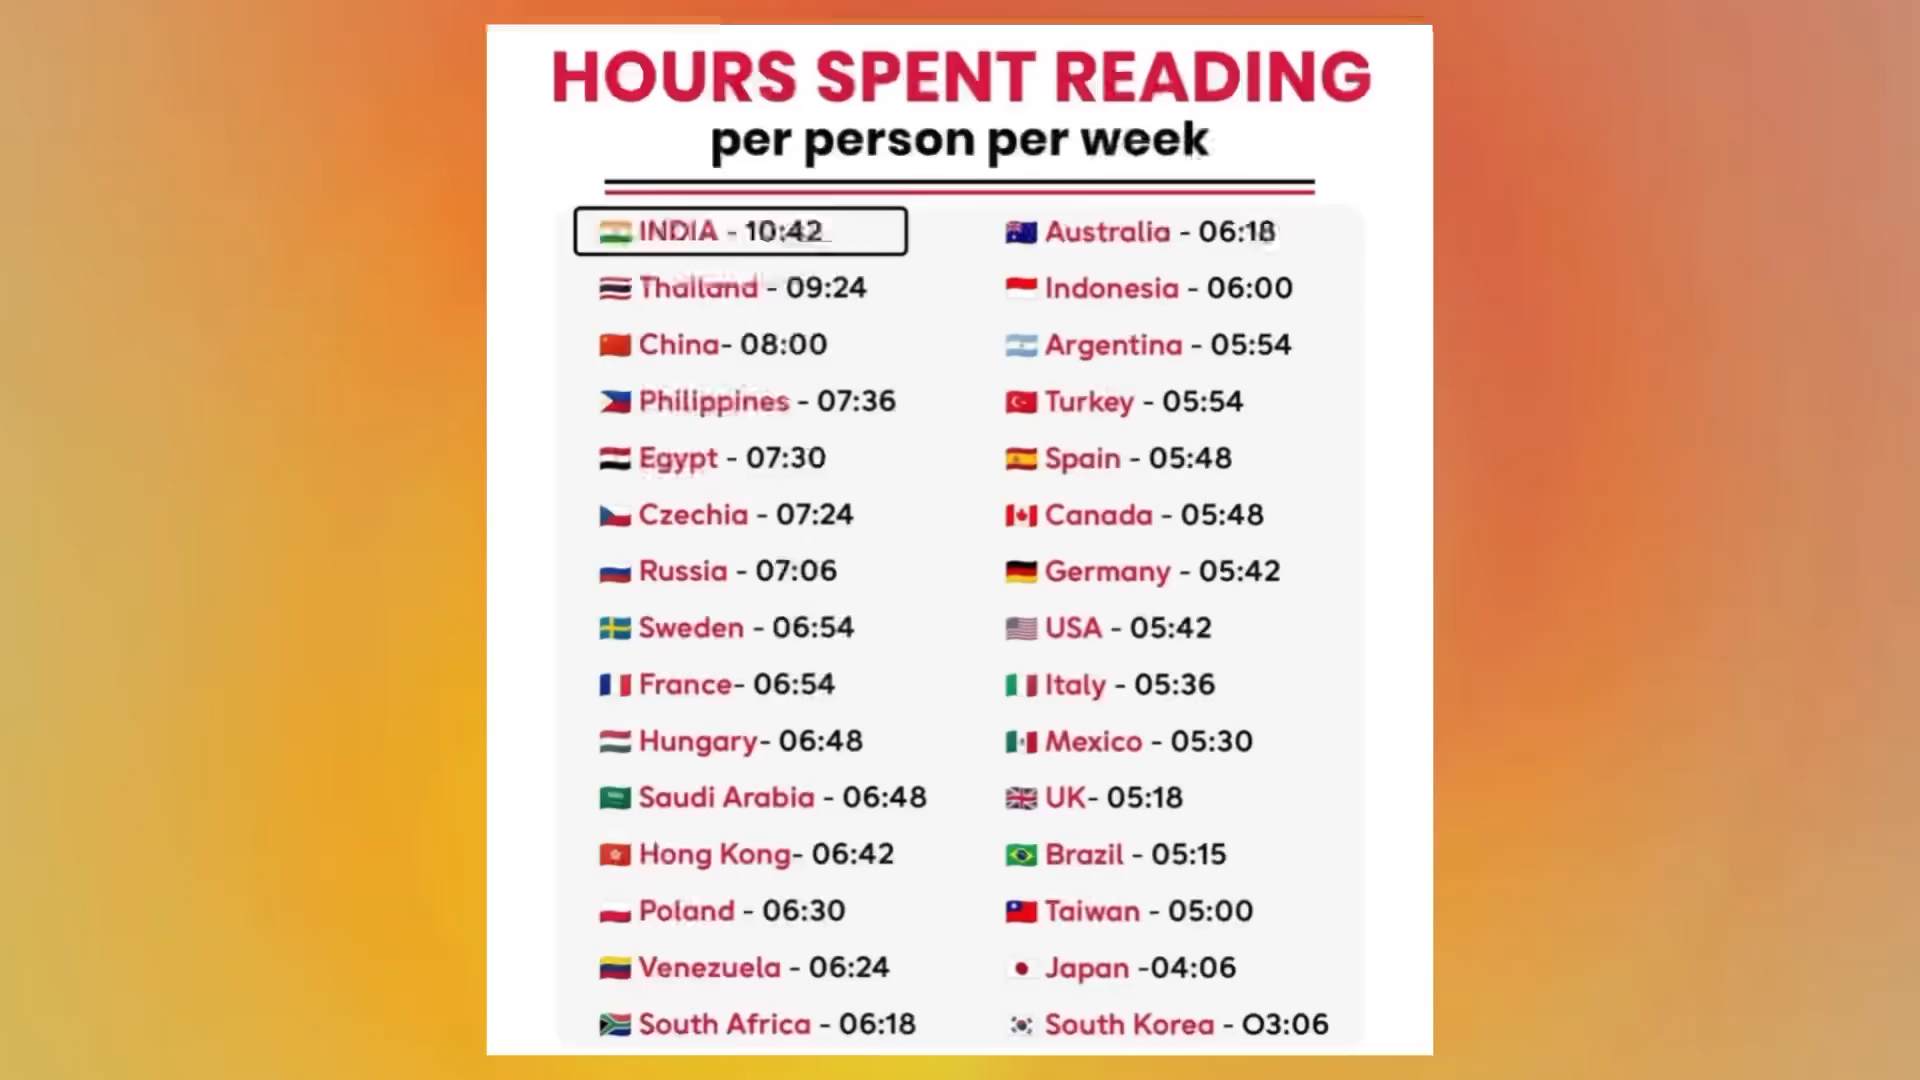 HOURS SPENT READING
per person per week
INDIA - 10:42
Thailand - 09:24
China- 08:00
Philippines - 07:36
Egypt - 07:30
Czechia - 07:24
Russia - 07:06
Sweden - 06:54
France- 06:54
Hungary- 06:48
Saudi Arabia - 06:48
Hong Kong- 06:42
Poland - 06:30
Venezuela - 06:24
South Africa - 06:18
Australia - 06:18
Indonesia - 06:00
Argentina - 05:54
Turkey - 05:54
Spain - 05:48
Canada - 05:48
Germany - 05:42
USA - 05:42
Italy - 05:36
Mexico - 05:30
UK- 05:18
Brazil - 05:15
Taiwan - 05:00
Japan -04:06
South Korea - O3:06